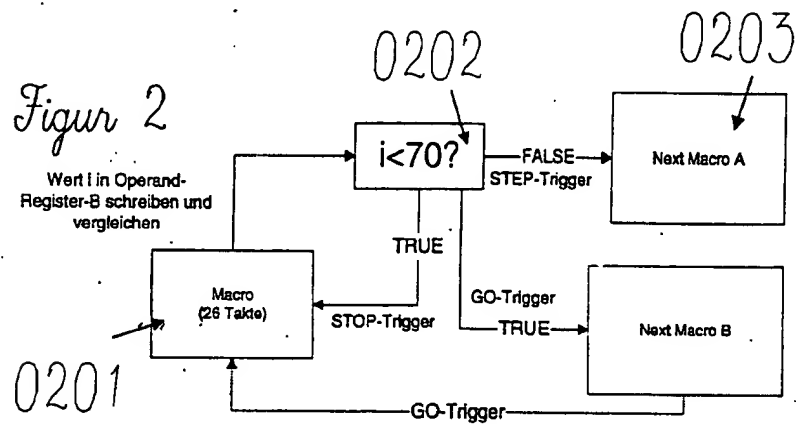 Figur 2
0202
0203
Wert i in Operand-
Register-B schreiben und
vergleichen
i<70?
FALSE
STEP-Trigger
Next Macro A
TRUE
STOP-Trigger
GO-Trigger
TRUE
Macro
(26 Takte)
Next Macro B
0201
GO-Trigger